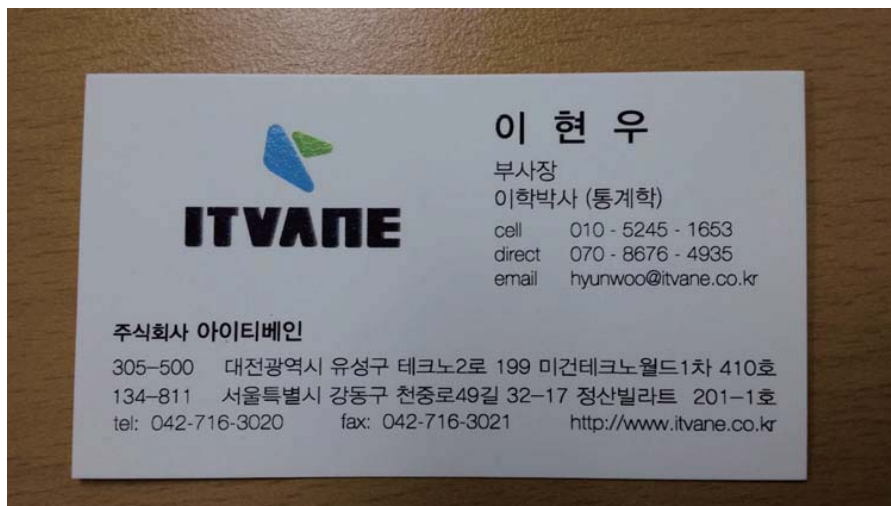 ITVANE
이 현 우
부사장
이학박사 (통계학)
cell 010 - 5245 - 1653
direct 070 - 8676 - 4935
email hyunwoo@itvane.co.kr
주식회사 아이티베인
305-500 대전광역시 유성구 테크노2로 199 미건테크노월드1차 410호
134-811 서울특별시 강동구 천중로49길 32-17 정산빌라트 201-1호
tel: 042-716-3020 fax: 042-716-3021 http://www.itvane.co.kr